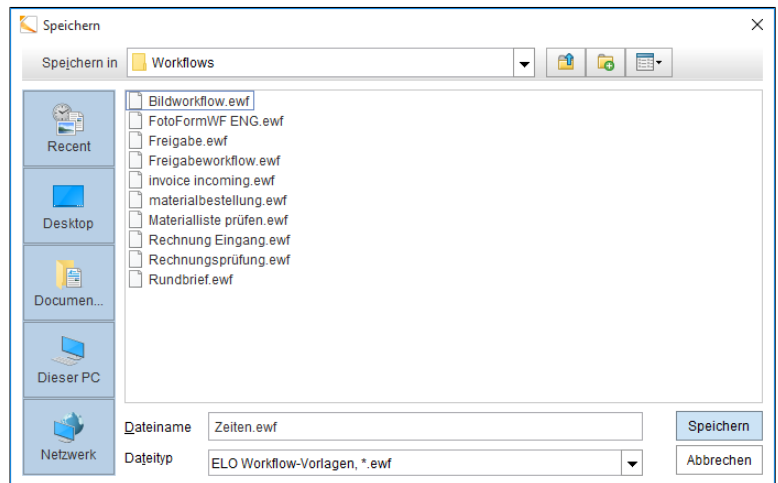 Speichern
Speichern in Workflows
Recent
Desktop
Documen...
Dieser PC
Netzwerk
Bildworkflow.ewf
FotoFormWF ENG.ewf
Freigabe.ewf
Freigabeworkflow.ewf
invoice incoming.ewf
materialbestellung.ewf
Materialliste prüfen.ewf
Rechnung Eingang.ewf
Rechnungsprüfung.ewf
Rundbrief.ewf
Dateiname Zeiten.ewf Speichern
Dateityp ELO Workflow-Vorlagen, *.ewf Abbrechen